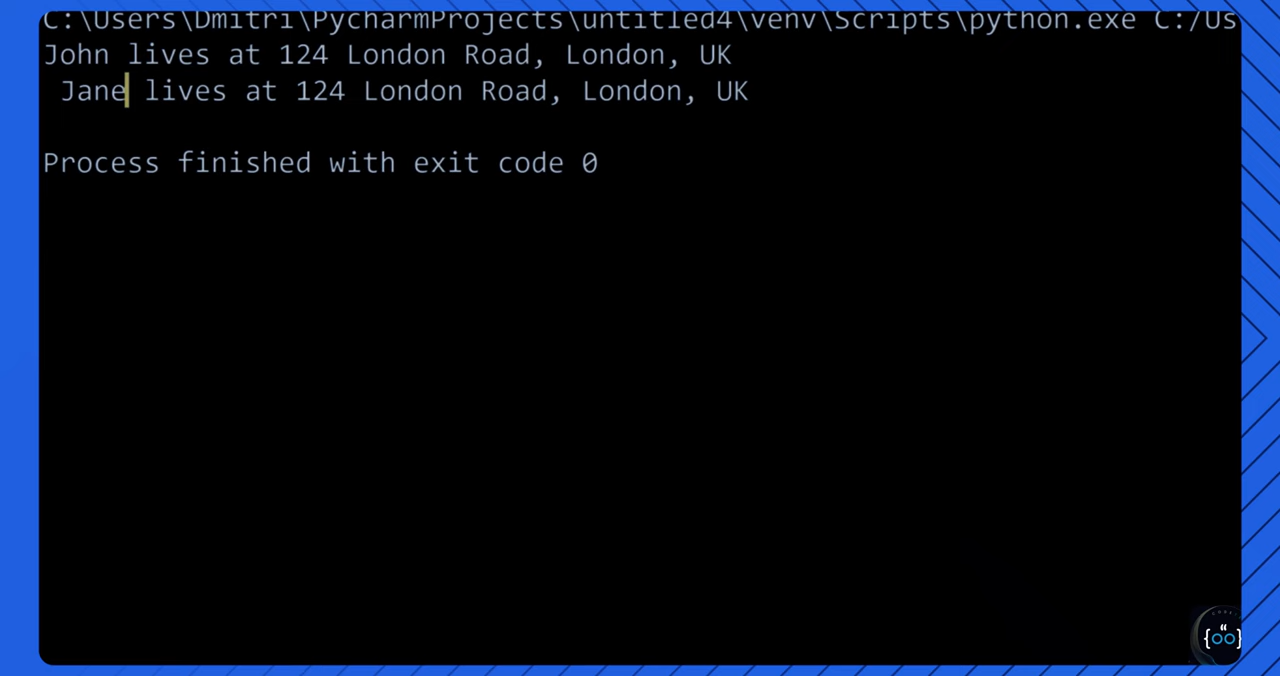 C:\Users\Dmitri\PycharmProjects\untitled4\venv\Scripts\python.exe C:/Us
John lives at 124 London Road, London, UK
 Jane lives at 124 London Road, London, UK
Process finished with exit code 0